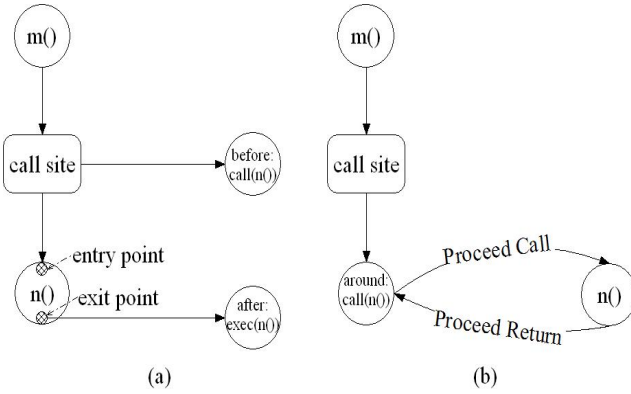 m()
call site
before:
call(n())
entry point
n()
exit point
after:
exec(n())
(a)
m()
call site
around:
call(n())
Proceed Call
n()
Proceed Return
(b)